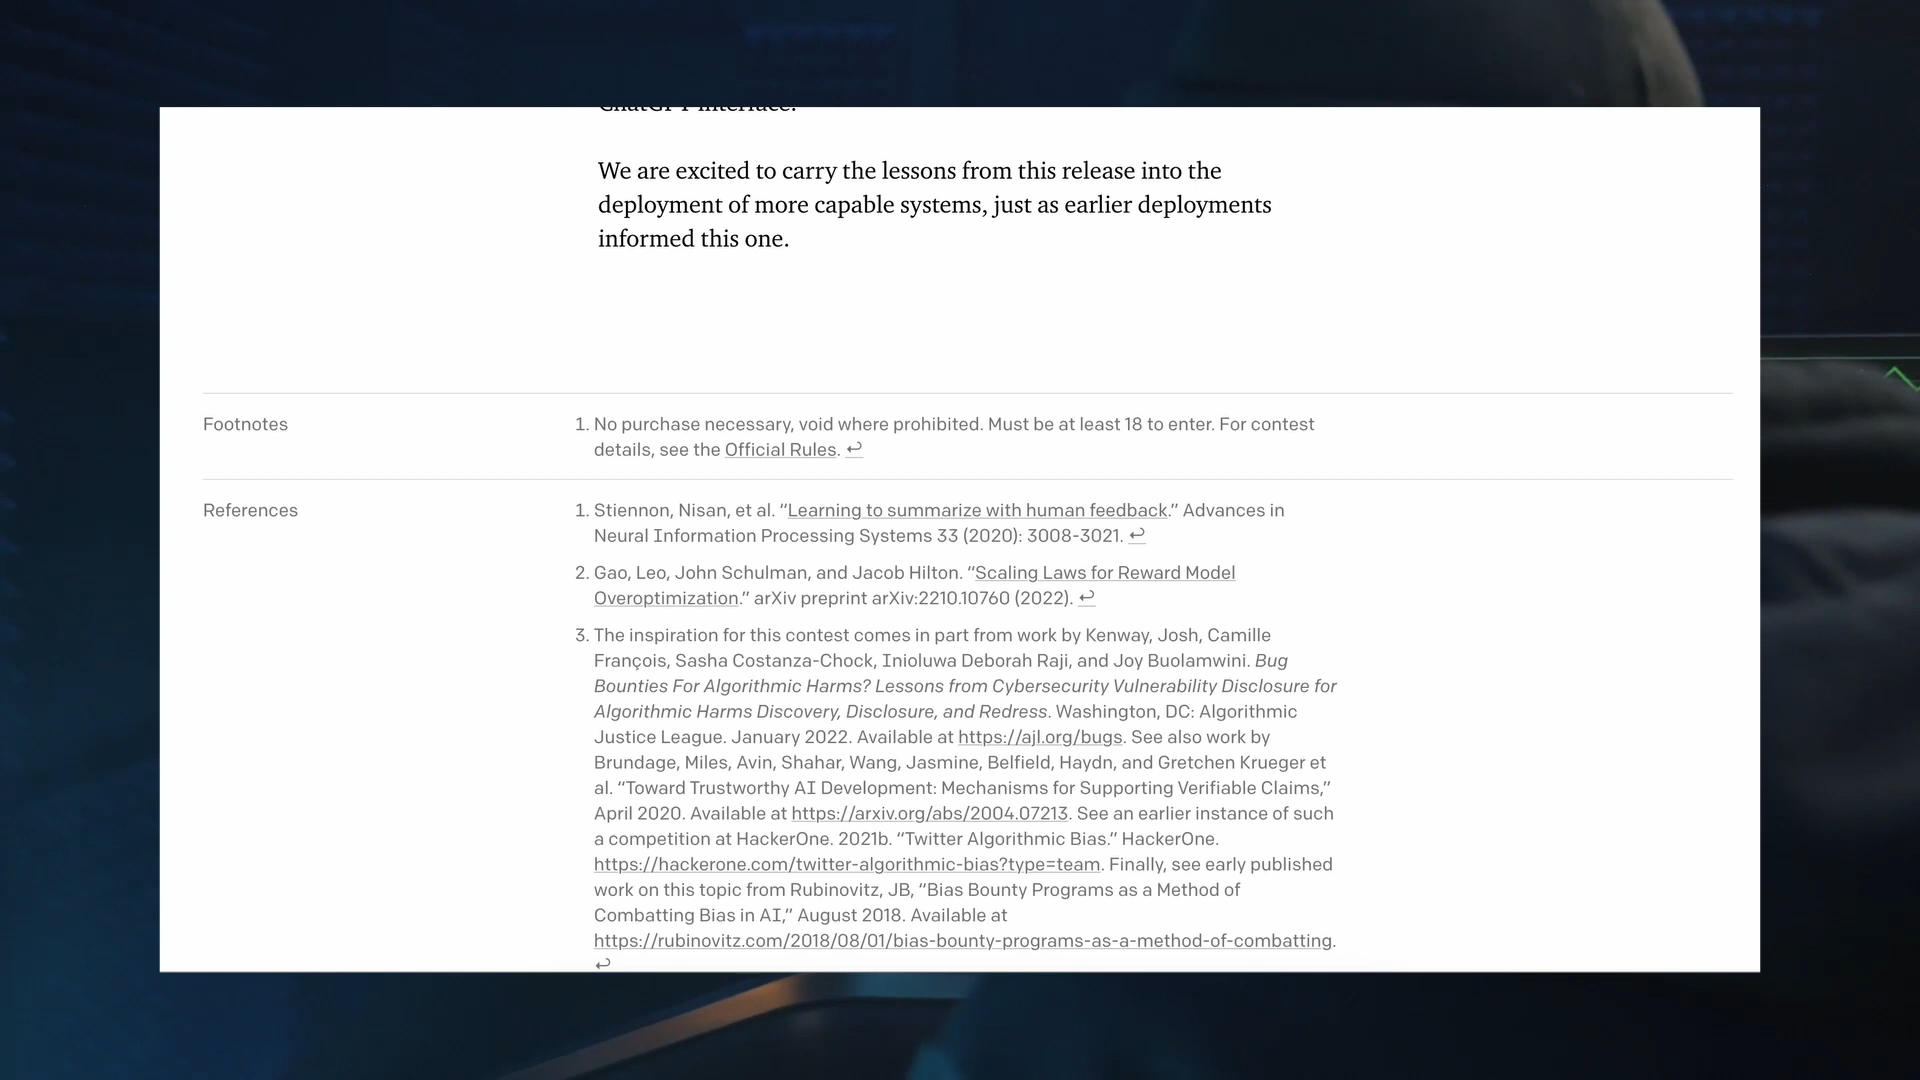 ChatGPT interface.
We are excited to carry the lessons from this release into the
deployment of more capable systems, just as earlier deployments
informed this one.
Footnotes
1. No purchase necessary, void where prohibited. Must be at least 18 to enter. For contest
details, see the Official Rules. ↩
References
1. Stiennon, Nisan, et al. “Learning to summarize with human feedback.” Advances in
Neural Information Processing Systems 33 (2020): 3008-3021. ↩
2. Gao, Leo, John Schulman, and Jacob Hilton. “Scaling Laws for Reward Model
Overoptimization.” arXiv preprint arXiv:2210.10760 (2022). ↩
3. The inspiration for this contest comes in part from work by Kenway, Josh, Camille
François, Sasha Costanza-Chock, Inioluwa Deborah Raji, and Joy Buolamwini. Bug
Bounties For Algorithmic Harms? Lessons from Cybersecurity Vulnerability Disclosure for
Algorithmic Harms Discovery, Disclosure, and Redress. Washington, DC: Algorithmic
Justice League. January 2022. Available at https://ajl.org/bugs. See also work by
Brundage, Miles, Avin, Shahar, Wang, Jasmine, Belfield, Haydn, and Gretchen Krueger et
al. “Toward Trustworthy AI Development: Mechanisms for Supporting Verifiable Claims,”
April 2020. Available at https://arxiv.org/abs/2004.07213. See an earlier instance of such
a competition at HackerOne. 2021b. “Twitter Algorithmic Bias.” HackerOne.
https://hackerone.com/twitter-algorithmic-bias?type=team. Finally, see early published
work on this topic from Rubinovitz, JB, “Bias Bounty Programs as a Method of
Combatting Bias in AI,” August 2018. Available at
https://rubinovitz.com/2018/08/01/bias-bounty-programs-as-a-method-of-combatting.
↩